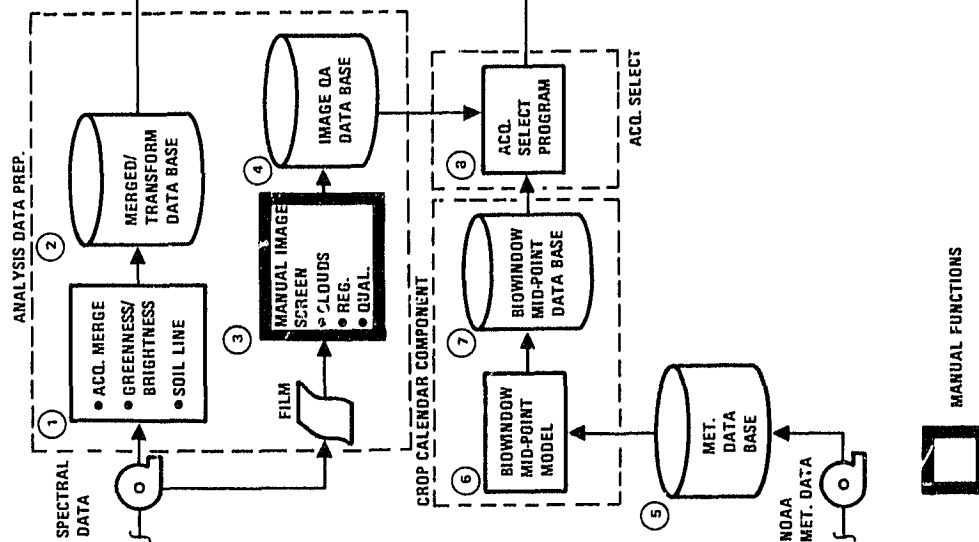 ANALYSIS DATA PREP.
SPECTRAL
DATA
1
• ACQ. MERGE
• GREENNESS/
BRIGHTNESS
• SOIL LINE
2
MERGED/
TRANSFORM
DATA BASE
FILM
3
MANUAL IMAGE
SCREEN
• CLOUDS
• REG.
• QUAL.
4
IMAGE QA
DATA BASE
CROP CALENDAR COMPONENT
6
BIOWINDOW
MID-POINT
MODEL
7
BIOWINDOW
MID-POINT
DATA BASE
8
ACQ.
SELECT
PROGRAM
ACQ. SELECT
5
MET.
DATA
BASE
NOAA
MET. DATA
MANUAL FUNCTIONS